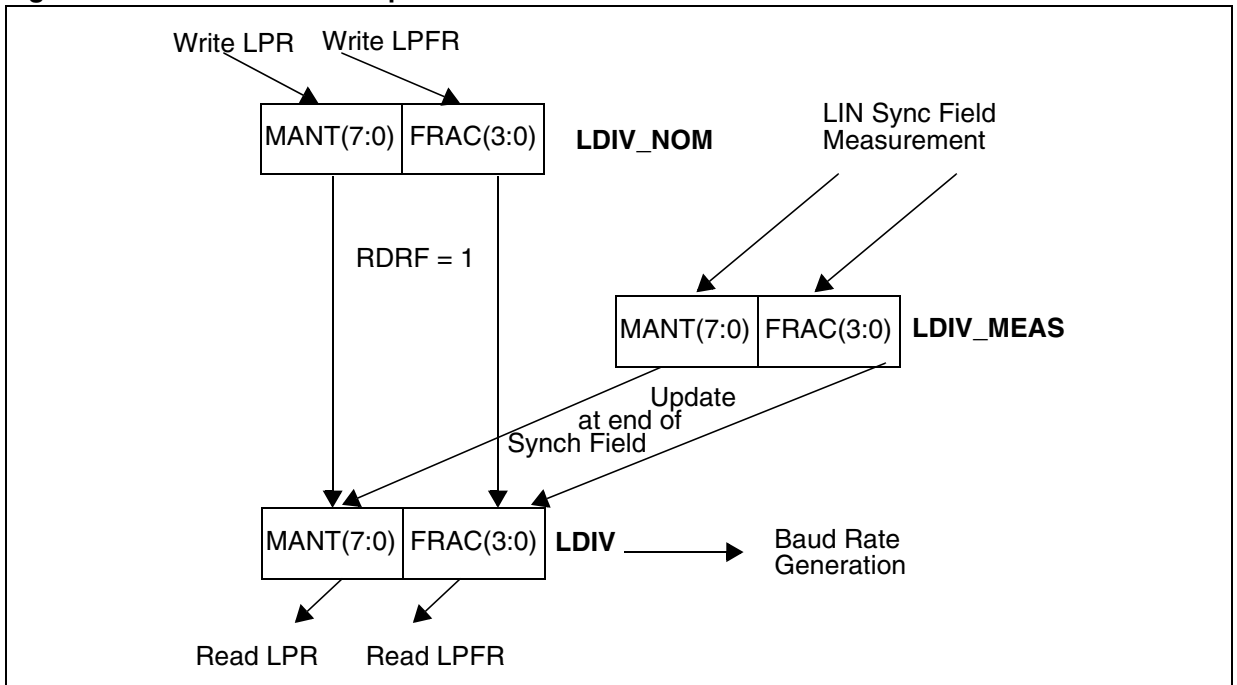 Write LPR
Write LPFR
MANT(7:0)
FRAC(3:0)
LDIV_NOM
LIN Sync Field
Measurement
RDRF = 1
MANT(7:0)
FRAC(3:0)
LDIV_MEAS
Update
at end of
Synch Field
MANT(7:0)
FRAC(3:0)
LDIV
Baud Rate
Generation
Read LPR
Read LPFR